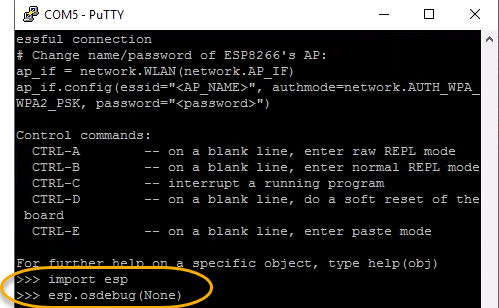 COM5 - PuTTY
essful connection
# Change name/password of ESP8266's AP:
ap_if = network.WLAN(network.AP_IF)
ap_if.config(essid="<AP_NAME>", authmode=network.AUTH_WPA_
WPA2_PSK, password="<password>")
Control commands:
CTRL-A -- on a blank line, enter raw REPL mode
CTRL-B -- on a blank line, enter normal REPL mode
CTRL-C -- interrupt a running program
CTRL-D -- on a blank line, do a soft reset of the
board
CTRL-E -- on a blank line, enter paste mode
For further help on a specific object, type help(obj)
>>> import esp
>>> esp.osdebug(None)